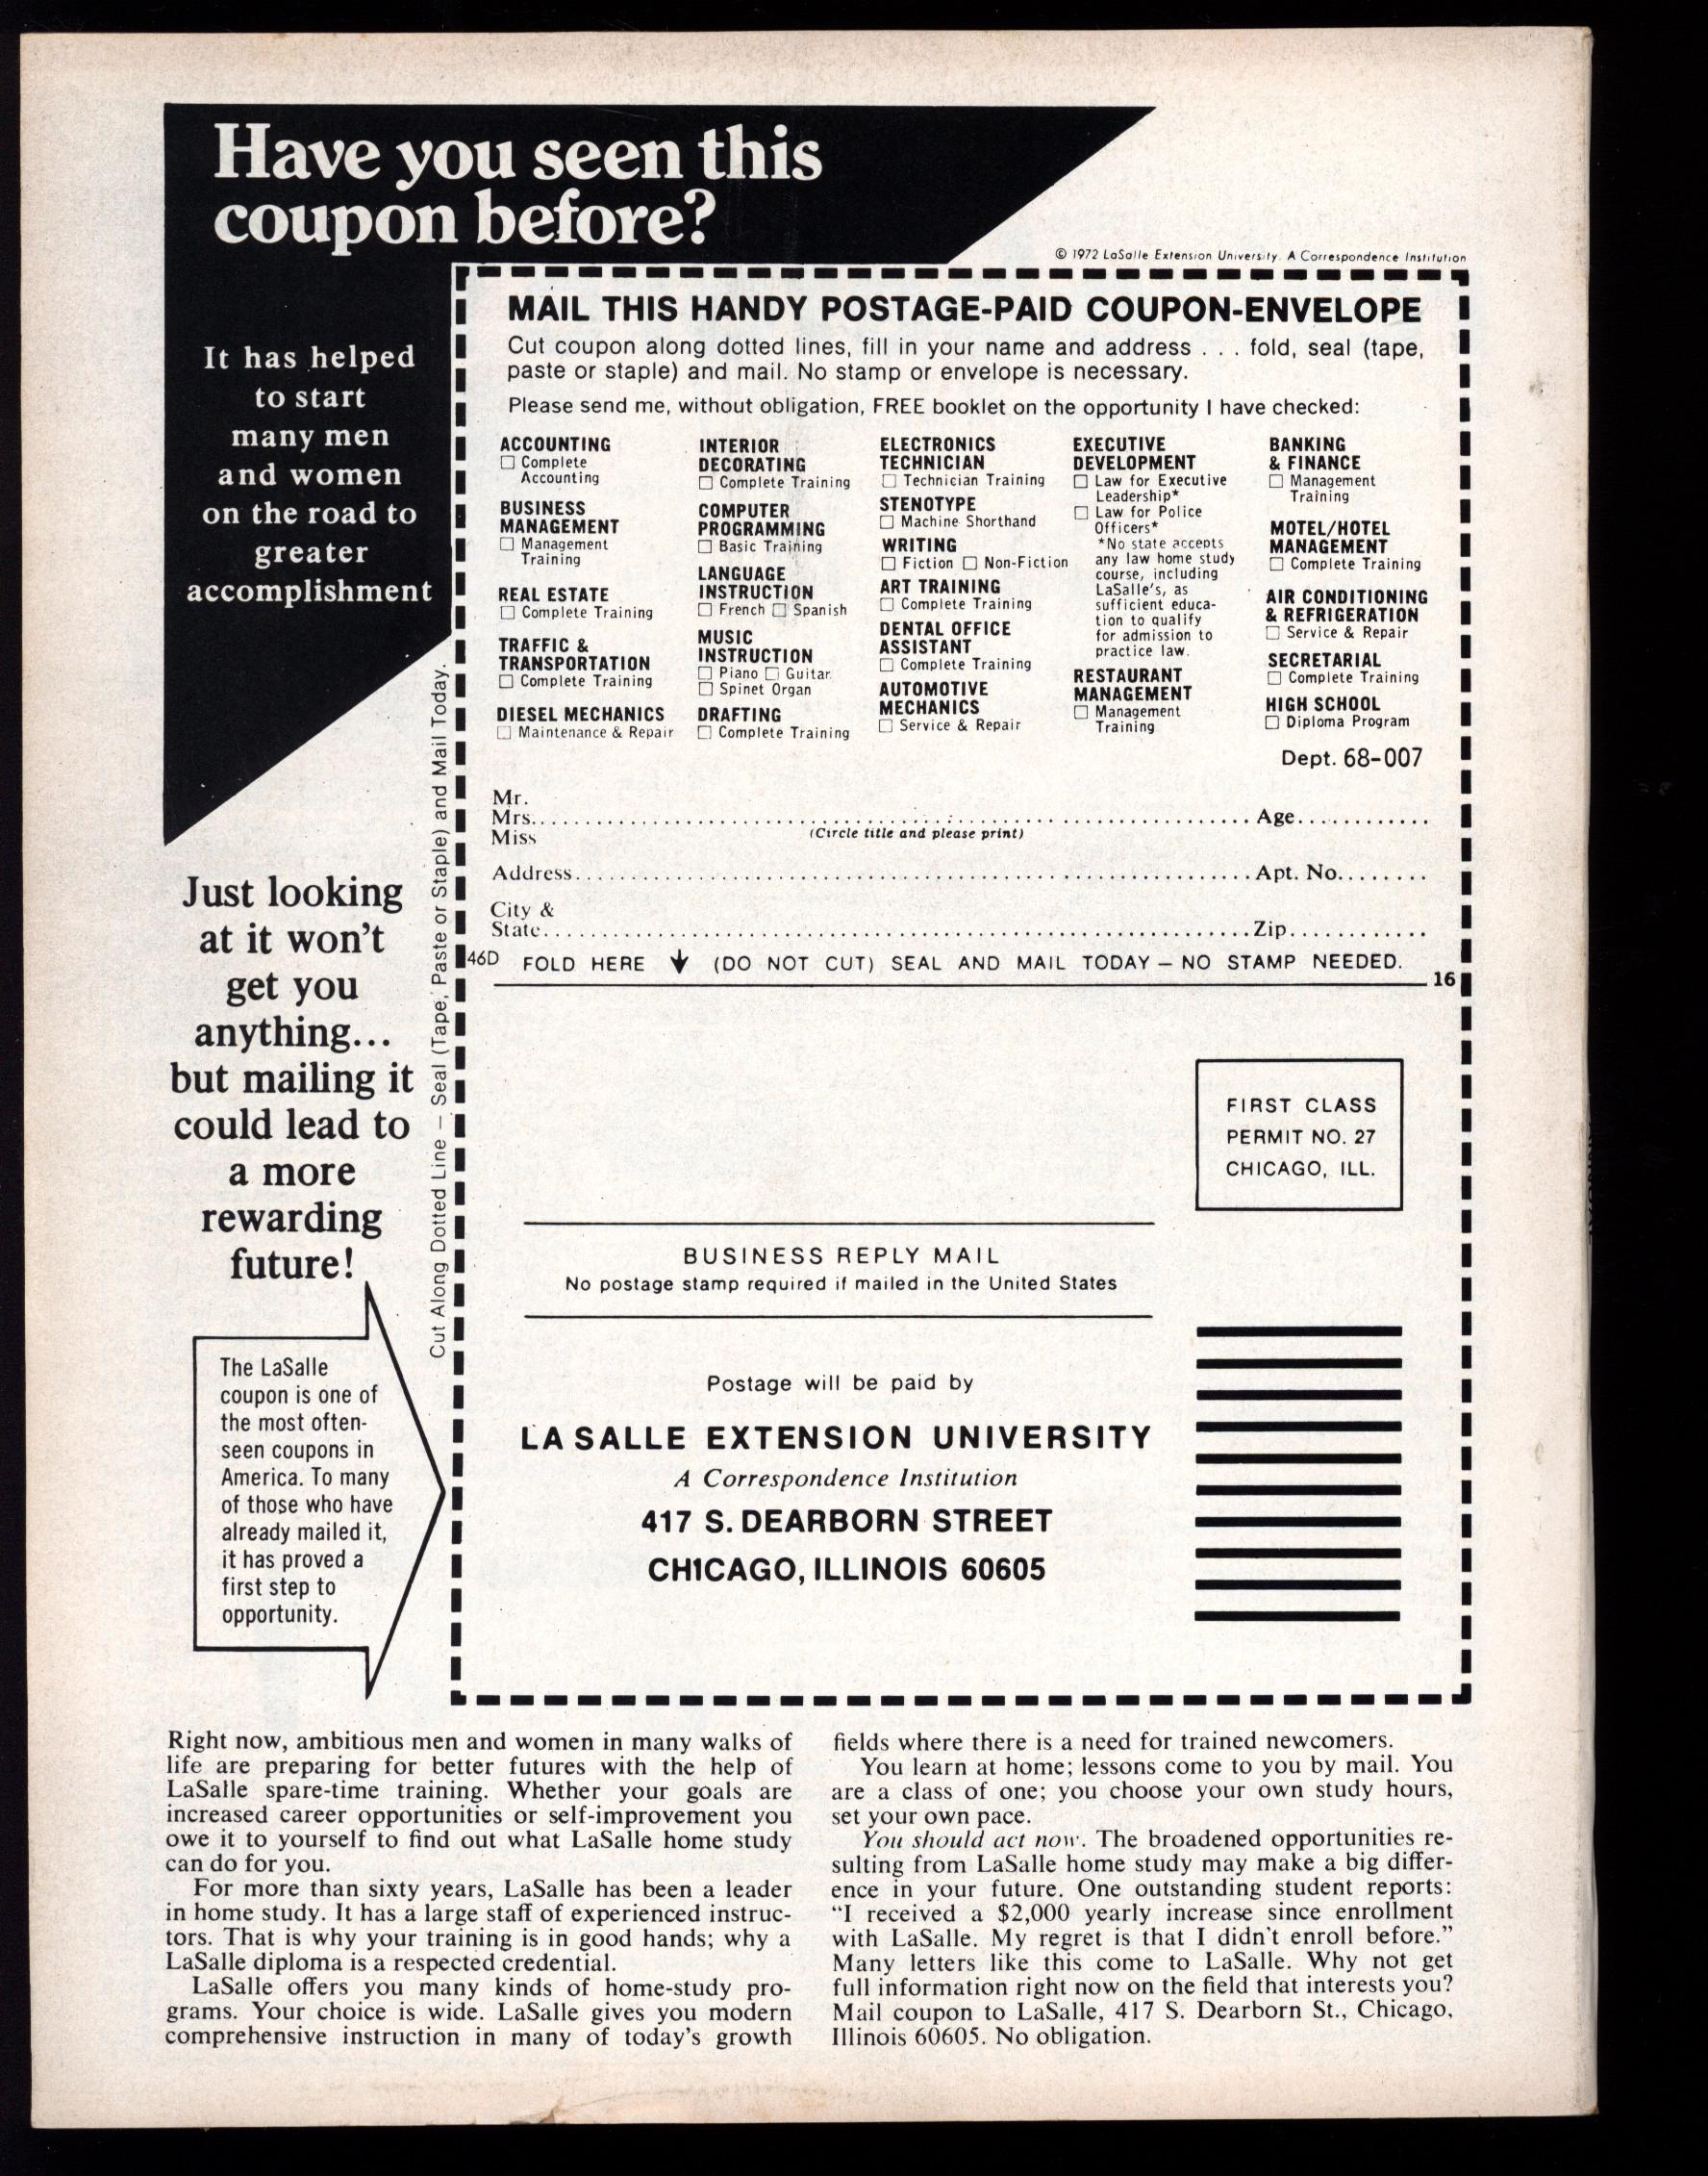 Have you seen this
coupon before?
© 1972 LaSalle Extension University. A Correspondence Institution
It has helped
to start
many men
and women
on the road to
greater
accomplishment
Just looking
at it won't
get you
anything...
but mailing it
could lead to
a more
rewarding
future!
The LaSalle
coupon is one of
the most often-
seen coupons in
America. To many
of those who have
already mailed it,
it has proved a
first step to
opportunity.
Cut Along Dotted Line — Seal (Tape, Paste or Staple) and Mail Today.
MAIL THIS HANDY POSTAGE-PAID COUPON-ENVELOPE
Cut coupon along dotted lines, fill in your name and address . . . fold, seal (tape,
paste or staple) and mail. No stamp or envelope is necessary.
Please send me, without obligation, FREE booklet on the opportunity I have checked:
ACCOUNTING
☐ Complete
Accounting
BUSINESS
MANAGEMENT
☐ Management
Training
REAL ESTATE
☐ Complete Training
TRAFFIC &
TRANSPORTATION
☐ Complete Training
DIESEL MECHANICS
☐ Maintenance & Repair
INTERIOR
DECORATING
☐ Complete Training
COMPUTER
PROGRAMMING
☐ Basic Training
LANGUAGE
INSTRUCTION
☐ French ☐ Spanish
MUSIC
INSTRUCTION
☐ Piano ☐ Guitar
☐ Spinet Organ
DRAFTING
☐ Complete Training
ELECTRONICS
TECHNICIAN
☐ Technician Training
STENOTYPE
☐ Machine Shorthand
WRITING
☐ Fiction ☐ Non-Fiction
ART TRAINING
☐ Complete Training
DENTAL OFFICE
ASSISTANT
☐ Complete Training
AUTOMOTIVE
MECHANICS
☐ Service & Repair
EXECUTIVE
DEVELOPMENT
☐ Law for Executive
Leadership*
☐ Law for Police
Officers*
*No state accepts
any law home study
course, including
LaSalle's, as
sufficient educa-
tion to qualify
for admission to
practice law.
RESTAURANT
MANAGEMENT
☐ Management
Training
BANKING
& FINANCE
☐ Management
Training
MOTEL/HOTEL
MANAGEMENT
☐ Complete Training
AIR CONDITIONING
& REFRIGERATION
☐ Service & Repair
SECRETARIAL
☐ Complete Training
HIGH SCHOOL
☐ Diploma Program
Dept. 68-007
Mr.
Mrs. Age
Miss (Circle title and please print)
Address Apt. No.
City &
State Zip
46D FOLD HERE ↓ (DO NOT CUT) SEAL AND MAIL TODAY — NO STAMP NEEDED.
16
FIRST CLASS
PERMIT NO. 27
CHICAGO, ILL.
BUSINESS REPLY MAIL
No postage stamp required if mailed in the United States
Postage will be paid by
LA SALLE EXTENSION UNIVERSITY
A Correspondence Institution
417 S. DEARBORN STREET
CHICAGO, ILLINOIS 60605
Right now, ambitious men and women in many walks of
life are preparing for better futures with the help of
LaSalle spare-time training. Whether your goals are
increased career opportunities or self-improvement you
owe it to yourself to find out what LaSalle home study
can do for you.
For more than sixty years, LaSalle has been a leader
in home study. It has a large staff of experienced instruc-
tors. That is why your training is in good hands; why a
LaSalle diploma is a respected credential.
LaSalle offers you many kinds of home-study pro-
grams. Your choice is wide. LaSalle gives you modern
comprehensive instruction in many of today's growth
fields where there is a need for trained newcomers.
You learn at home; lessons come to you by mail. You
are a class of one; you choose your own study hours,
set your own pace.
You should act now. The broadened opportunities re-
sulting from LaSalle home study may make a big differ-
ence in your future. One outstanding student reports:
"I received a $2,000 yearly increase since enrollment
with LaSalle. My regret is that I didn't enroll before."
Many letters like this come to LaSalle. Why not get
full information right now on the field that interests you?
Mail coupon to LaSalle, 417 S. Dearborn St., Chicago,
Illinois 60605. No obligation.